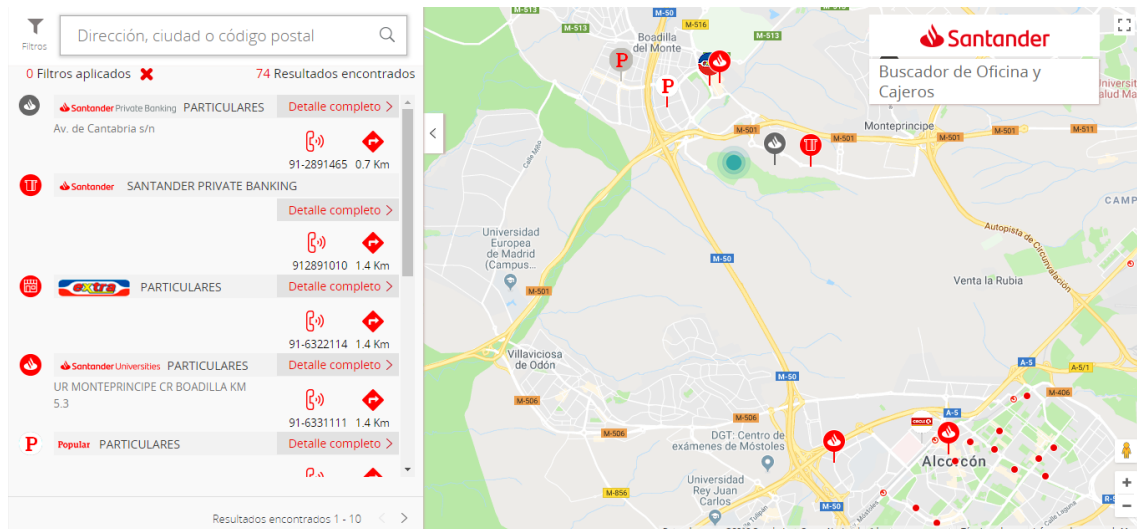 Filtros
Dirección, ciudad o código postal
0 Filtros aplicados
74 Resultados encontrados
Santander Private Banking PARTICULARES
Detalle completo >
Av. de Cantabria s/n
91-2891465 0.7 Km
Santander SANTANDER PRIVATE BANKING
Detalle completo >
912891010 1.4 Km
extra PARTICULARES
Detalle completo >
91-6322114 1.4 Km
Santander Universities PARTICULARES
Detalle completo >
UR MONTEPRINCIPE CR BOADILLA KM
5.3
91-6331111 1.4 Km
P Popular PARTICULARES
Detalle completo >
Resultados encontrados 1 - 10
Santander
Buscador de Oficina y
Cajeros
M-513
M-50
M-516
M-513
M-513
Boadilla
del Monte
P
P
Calle Miño
M-501
M-501
Monteprincipe
M-501
M-511
CAMP
Universidad
Europea
de Madrid
(Campus...
M-50
Autopista de Circunvalación
Venta la Rubia
M-501
Villaviciosa
de Odón
A-5
A-5/1
M-50
M-406
M-506
M-506
M-506
A-5
DGT: Centro de
exámenes de Móstoles
Alcorcón
Universidad
Rey Juan
Carlos
M-856
M-50
Móstoles